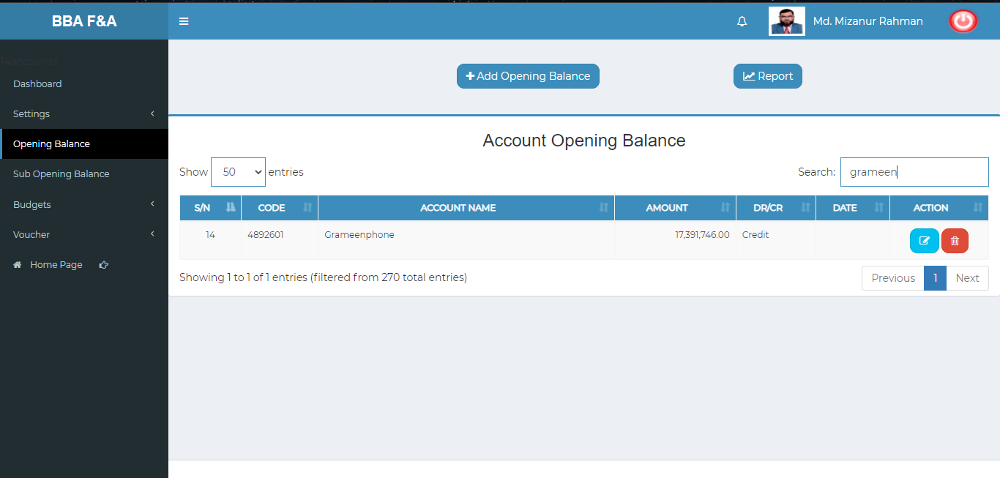 BBA F&A
Md. Mizanur Rahman
accounts
Dashboard
Settings
Opening Balance
Sub Opening Balance
Budgets
Voucher
Home Page
Add Opening Balance
Report
Account Opening Balance
Show 50 entries
Search: grameen
S/N CODE ACCOUNT NAME AMOUNT DR/CR DATE ACTION
14 4892601 Grameenphone 17,391,746.00 Credit
Showing 1 to 1 of 1 entries (filtered from 270 total entries)
Previous 1 Next